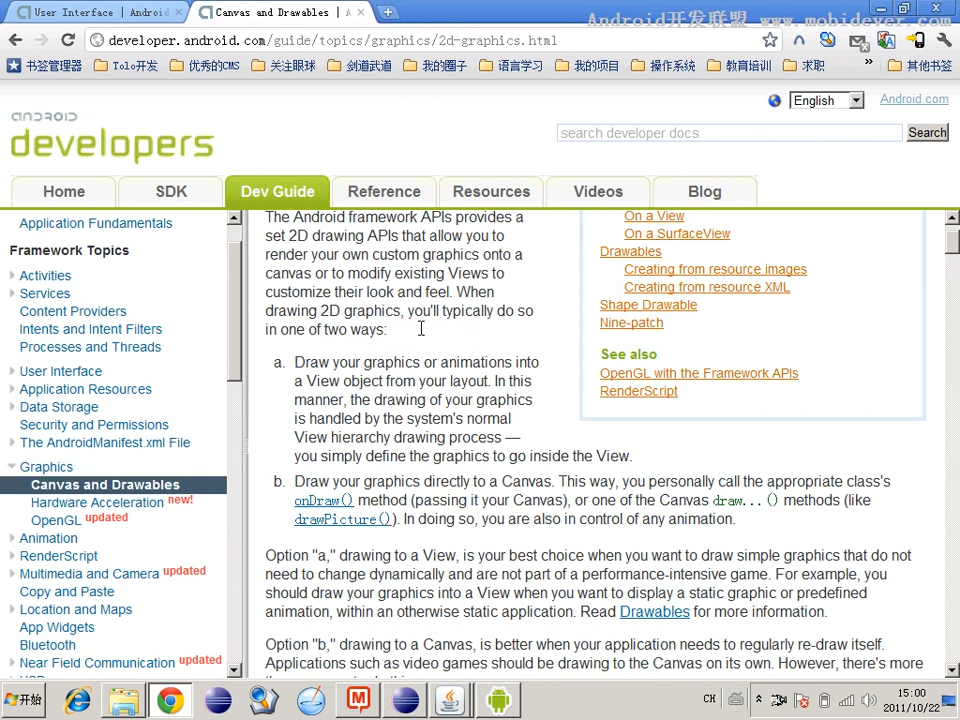 User Interface | Android
Canvas and Drawables | A
Android开发联盟 www.mobidever.com
developer.android.com/guide/topics/graphics/2d-graphics.html
书签管理器 Tolo开发 优秀的CMS 关注眼球 剑道武道 我的圈子 语言学习 我的项目 操作系统 教育培训 求职 » 其他书签
English Android.com
ANDROID
developers
search developer docs Search
Home SDK Dev Guide Reference Resources Videos Blog
Application Fundamentals
Framework Topics
Activities
Services
Content Providers
Intents and Intent Filters
Processes and Threads
User Interface
Application Resources
Data Storage
Security and Permissions
The AndroidManifest.xml File
Graphics
Canvas and Drawables
Hardware Acceleration new!
OpenGL updated
Animation
RenderScript
Multimedia and Camera updated
Copy and Paste
Location and Maps
App Widgets
Bluetooth
Near Field Communication updated
The Android framework APIs provides a
set 2D drawing APIs that allow you to
render your own custom graphics onto a
canvas or to modify existing Views to
customize their look and feel. When
drawing 2D graphics, you'll typically do so
in one of two ways:
a. Draw your graphics or animations into
a View object from your layout. In this
manner, the drawing of your graphics
is handled by the system's normal
View hierarchy drawing process —
you simply define the graphics to go inside the View.
b. Draw your graphics directly to a Canvas. This way, you personally call the appropriate class's
onDraw() method (passing it your Canvas), or one of the Canvas draw...() methods (like
drawPicture()). In doing so, you are also in control of any animation.
Option "a," drawing to a View, is your best choice when you want to draw simple graphics that do not
need to change dynamically and are not part of a performance-intensive game. For example, you
should draw your graphics into a View when you want to display a static graphic or predefined
animation, within an otherwise static application. Read Drawables for more information.
Option "b," drawing to a Canvas, is better when your application needs to regularly re-draw itself.
Applications such as video games should be drawing to the Canvas on its own. However, there's more
On a View
On a SurfaceView
Drawables
Creating from resource images
Creating from resource XML
Shape Drawable
Nine-patch
See also
OpenGL with the Framework APIs
RenderScript
开始
CH
15:00
2011/10/22